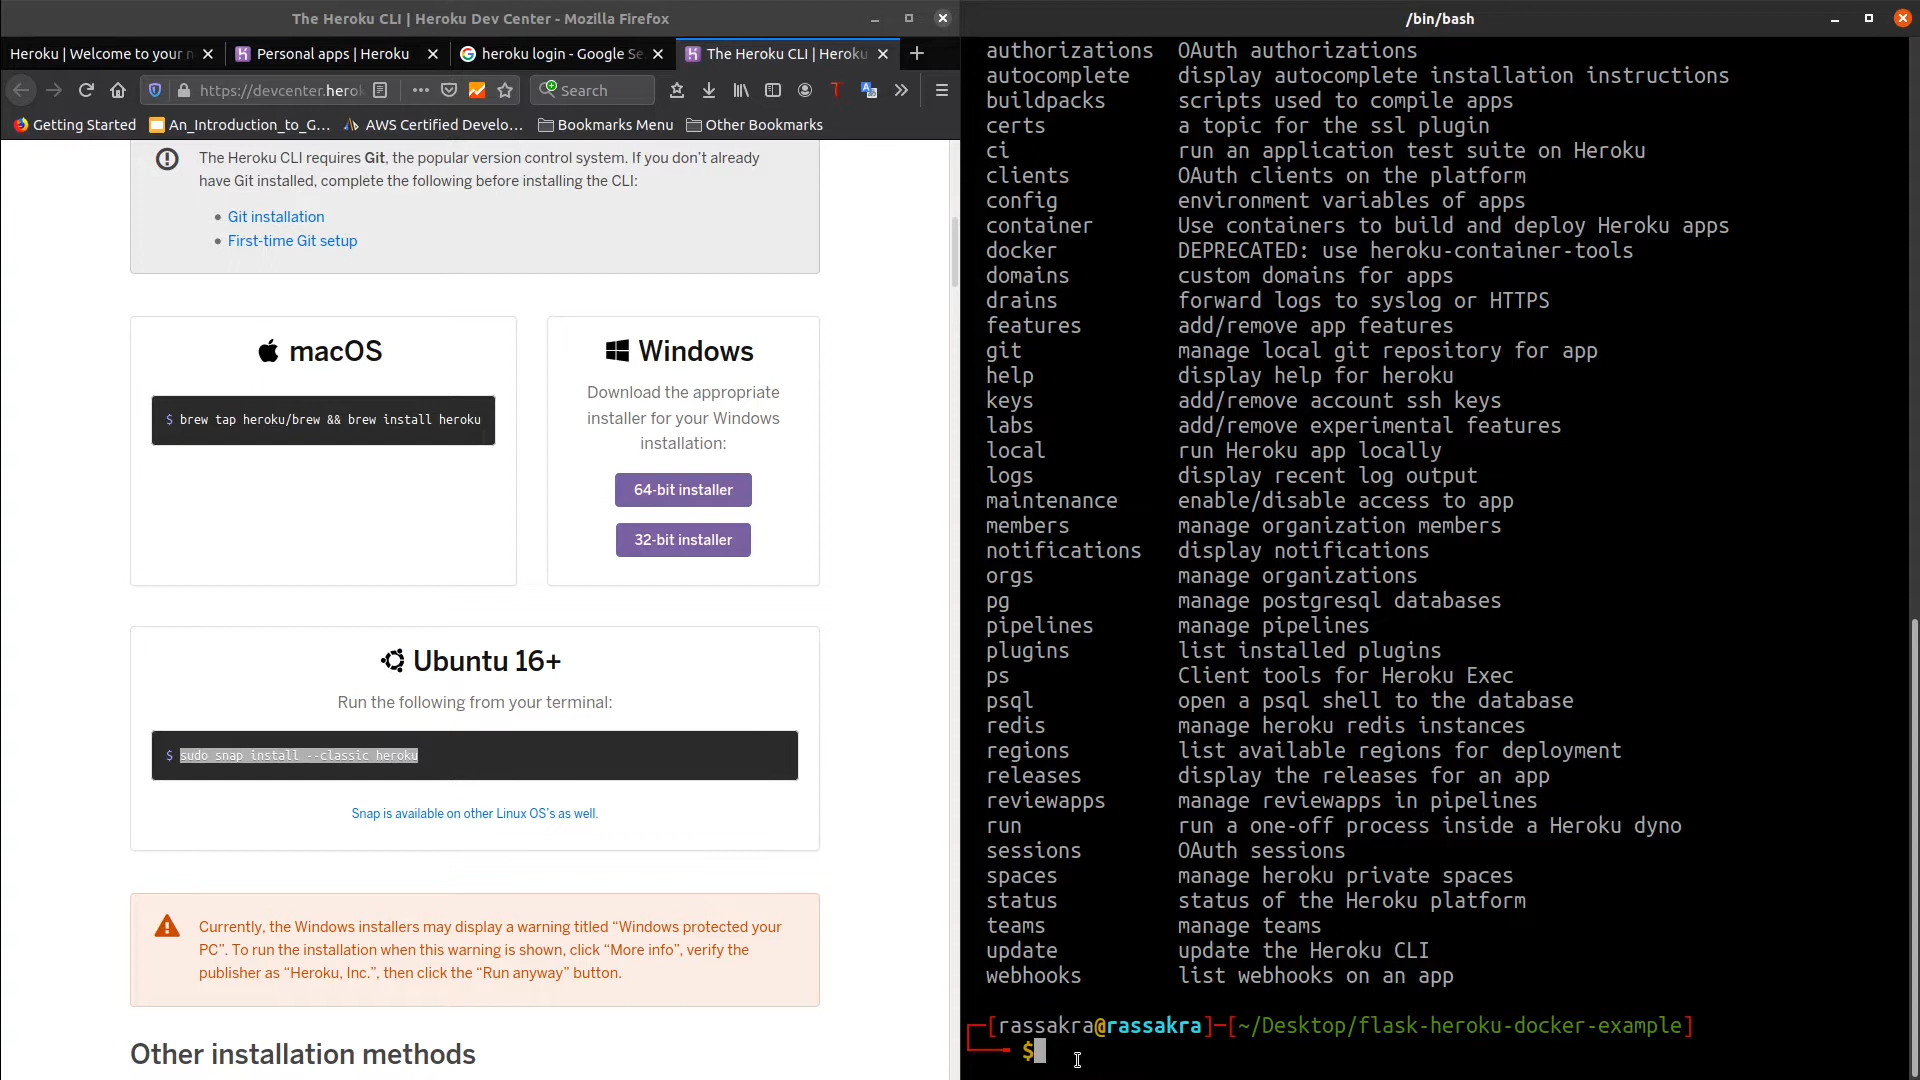 The Heroku CLI | Heroku Dev Center - Mozilla Firefox
Heroku | Welcome to your n
Personal apps | Heroku
heroku login - Google Se
The Heroku CLI | Heroku
https://devcenter.herol
Search
Getting Started
An_Introduction_to_G...
AWS Certified Develo...
Bookmarks Menu
Other Bookmarks
The Heroku CLI requires Git, the popular version control system. If you don't already
have Git installed, complete the following before installing the CLI:
Git installation
First-time Git setup
macOS
$ brew tap heroku/brew && brew install heroku
Windows
Download the appropriate
installer for your Windows
installation:
64-bit installer
32-bit installer
Ubuntu 16+
Run the following from your terminal:
$ sudo snap install --classic heroku
Snap is available on other Linux OS's as well.
Currently, the Windows installers may display a warning titled “Windows protected your
PC”. To run the installation when this warning is shown, click “More info”, verify the
publisher as “Heroku, Inc.”, then click the “Run anyway” button.
Other installation methods
/bin/bash
authorizations OAuth authorizations
autocomplete display autocomplete installation instructions
buildpacks scripts used to compile apps
certs a topic for the ssl plugin
ci run an application test suite on Heroku
clients OAuth clients on the platform
config environment variables of apps
container Use containers to build and deploy Heroku apps
docker DEPRECATED: use heroku-container-tools
domains custom domains for apps
drains forward logs to syslog or HTTPS
features add/remove app features
git manage local git repository for app
help display help for heroku
keys add/remove account ssh keys
labs add/remove experimental features
local run Heroku app locally
logs display recent log output
maintenance enable/disable access to app
members manage organization members
notifications display notifications
orgs manage organizations
pg manage postgresql databases
pipelines manage pipelines
plugins list installed plugins
ps Client tools for Heroku Exec
psql open a psql shell to the database
redis manage heroku redis instances
regions list available regions for deployment
releases display the releases for an app
reviewapps manage reviewapps in pipelines
run run a one-off process inside a Heroku dyno
sessions OAuth sessions
spaces manage heroku private spaces
status status of the Heroku platform
teams manage teams
update update the Heroku CLI
webhooks list webhooks on an app
┌─[rassakra@rassakra]─[~/Desktop/flask-heroku-docker-example]
└──╼ $